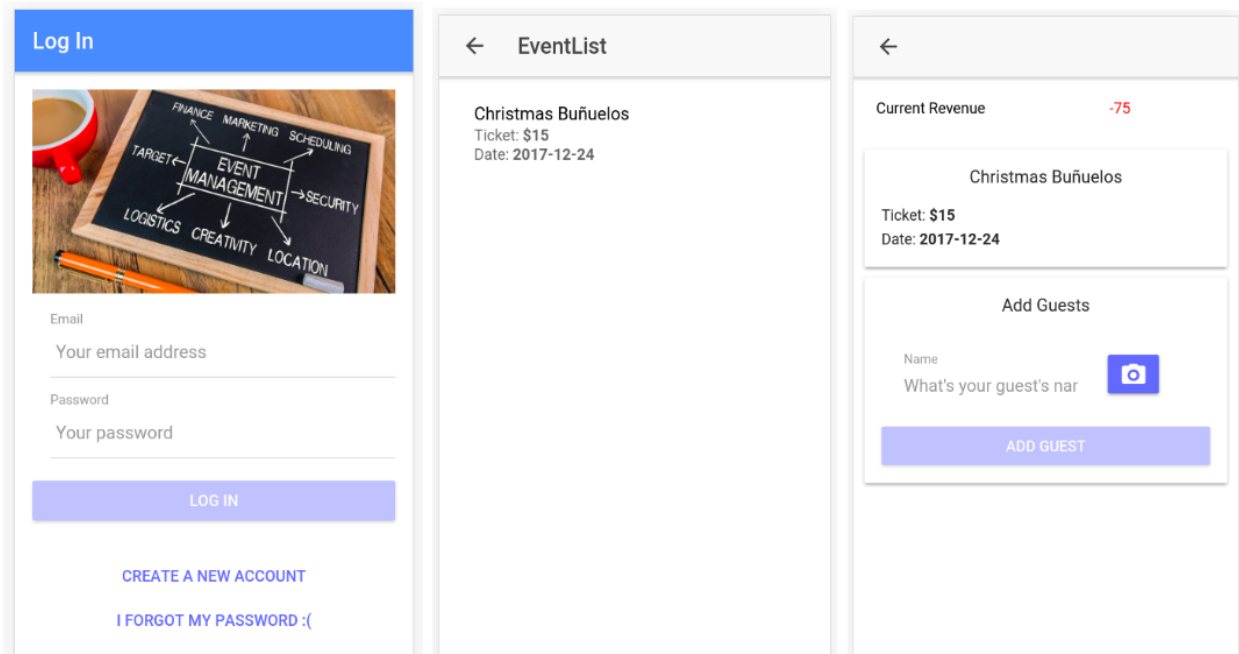 Log In
FINANCE MARKETING SCHEDULING
TARGET EVENT MANAGEMENT SECURITY
LOGISTICS CREATIVITY LOCATION
Email
Your email address
Password
Your password
LOG IN
CREATE A NEW ACCOUNT
I FORGOT MY PASSWORD :(
EventList
Christmas Buñuelos
Ticket: $15
Date: 2017-12-24
Current Revenue -75
Christmas Buñuelos
Ticket: $15
Date: 2017-12-24
Add Guests
Name
What's your guest's nar
ADD GUEST